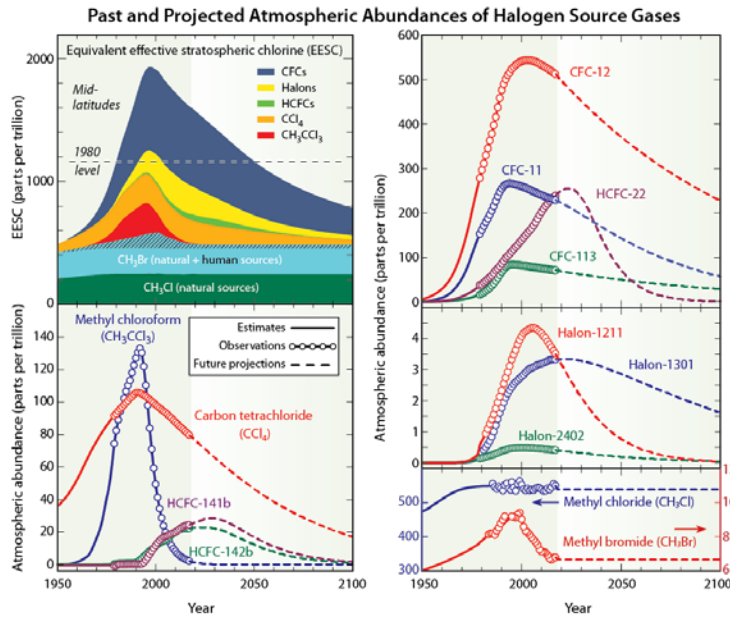 Past and Projected Atmospheric Abundances of Halogen Source Gases
Equivalent effective stratospheric chlorine (EESC)
2000
1000
0
EESC (parts per trillion)
Mid-
latitudes
1980
level
CFCs
Halons
HCFCs
CCl4
CH3CCl3
CH3Br (natural + human sources)
CH3Cl (natural sources)
140
120
100
80
60
40
20
0
Atmospheric abundance (parts per trillion)
Methyl chloroform
(CH3CCl3)
Estimates
Observations
Future projections
Carbon tetrachloride
(CCl4)
HCFC-141b
HCFC-142b
1950
2000
2050
2100
Year
600
500
400
300
200
100
0
Atmospheric abundance (parts per trillion)
CFC-12
CFC-11
HCFC-22
CFC-113
4
3
2
1
0
Halon-1211
Halon-1301
Halon-2402
500
400
300
Methyl chloride (CH3Cl)
Methyl bromide (CH3Br)
8
6
1950
2000
2050
2100
Year